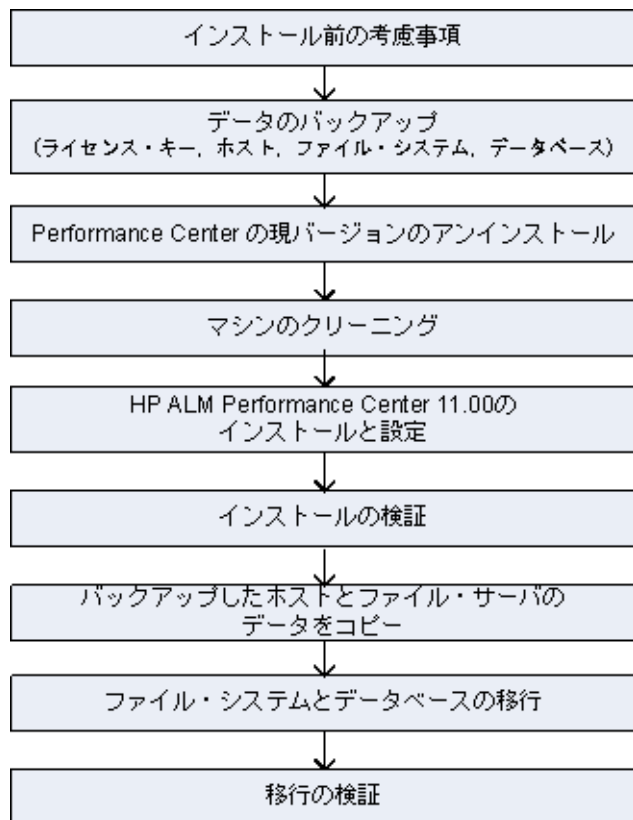 インストール前の考慮事項
データのバックアップ
(ライセンス・キー, ホスト, ファイル・システム, データベース)
Performance Center の現バージョンのアンインストール
マシンのクリーニング
HP ALM Performance Center 11.00の
インストールと設定
インストールの検証
バックアップしたホストとファイル・サーバの
データをコピー
ファイル・システムとデータベースの移行
移行の検証